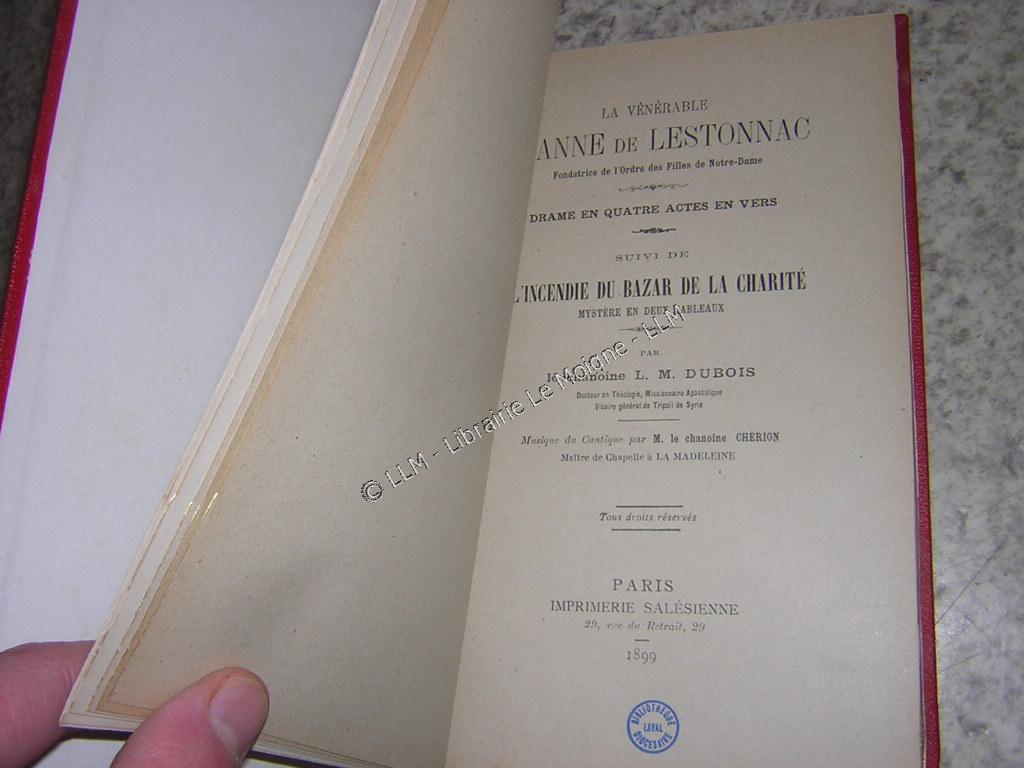 LA VÉNÉRABLE
ANNE DE LESTONNAC
Fondatrice de l'Ordre des Filles de Notre-Dame
DRAME EN QUATRE ACTES EN VERS
SUIVI DE
L'INCENDIE DU BAZAR DE LA CHARITÉ
MYSTÈRE EN DEUX TABLEAUX
PAR
le chanoine L. M. DUBOIS
Docteur en Théologie, Missionnaire Apostolique
Vicaire général de Tripoli de Syrie
Musique du Cantique par M. le chanoine CHÉRION
Maître de Chapelle à LA MADELEINE
Tous droits réservés
PARIS
IMPRIMERIE SALÉSIENNE
29, rue du Retrait, 29
1899
BIBLIOTHÈQUE
LAVAL
DIOCÉSAINE
© LLM - Librairie Le Moigne - LLM